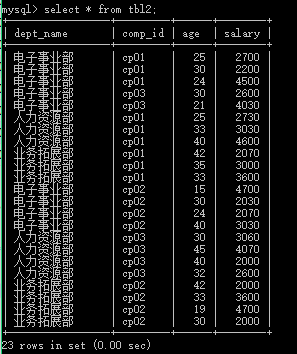 mysql> select * from tbl2;
| dept_name | comp_id | age | salary |
| 电子事业部 | cp01 | 25 | 2700 |
| 电子事业部 | cp01 | 30 | 2200 |
| 电子事业部 | cp01 | 24 | 4500 |
| 电子事业部 | cp03 | 30 | 2600 |
| 电子事业部 | cp03 | 21 | 4030 |
| 人力资源部 | cp01 | 25 | 2730 |
| 人力资源部 | cp01 | 33 | 3030 |
| 人力资源部 | cp01 | 40 | 4600 |
| 业务拓展部 | cp01 | 42 | 2070 |
| 业务拓展部 | cp01 | 35 | 3000 |
| 业务拓展部 | cp01 | 33 | 3600 |
| 电子事业部 | cp02 | 15 | 4700 |
| 电子事业部 | cp02 | 30 | 2030 |
| 电子事业部 | cp02 | 24 | 2070 |
| 电子事业部 | cp02 | 40 | 3030 |
| 人力资源部 | cp03 | 30 | 3060 |
| 人力资源部 | cp03 | 45 | 4070 |
| 人力资源部 | cp03 | 40 | 2000 |
| 人力资源部 | cp03 | 32 | 2600 |
| 业务拓展部 | cp02 | 42 | 2000 |
| 业务拓展部 | cp02 | 33 | 3600 |
| 业务拓展部 | cp02 | 19 | 4700 |
| 业务拓展部 | cp02 | 30 | 2000 |
23 rows in set (0.00 sec)